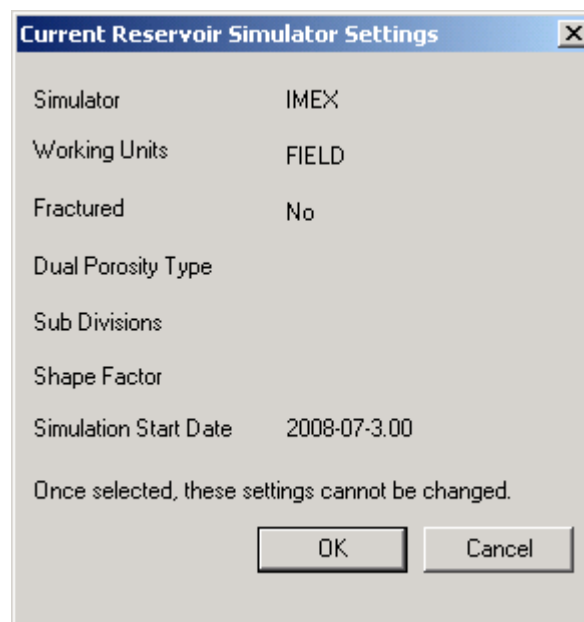 Current Reservoir Simulator Settings
Simulator IMEX
Working Units FIELD
Fractured No
Dual Porosity Type
Sub Divisions
Shape Factor
Simulation Start Date 2008-07-3.00
Once selected, these settings cannot be changed.
OK Cancel